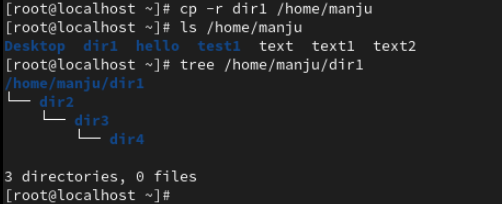 [root@localhost ~]# cp -r dir1 /home/manju
[root@localhost ~]# ls /home/manju
Desktop  dir1  hello  test1  text  text1  text2
[root@localhost ~]# tree /home/manju/dir1
/home/manju/dir1
└── dir2
    └── dir3
        └── dir4

3 directories, 0 files
[root@localhost ~]#